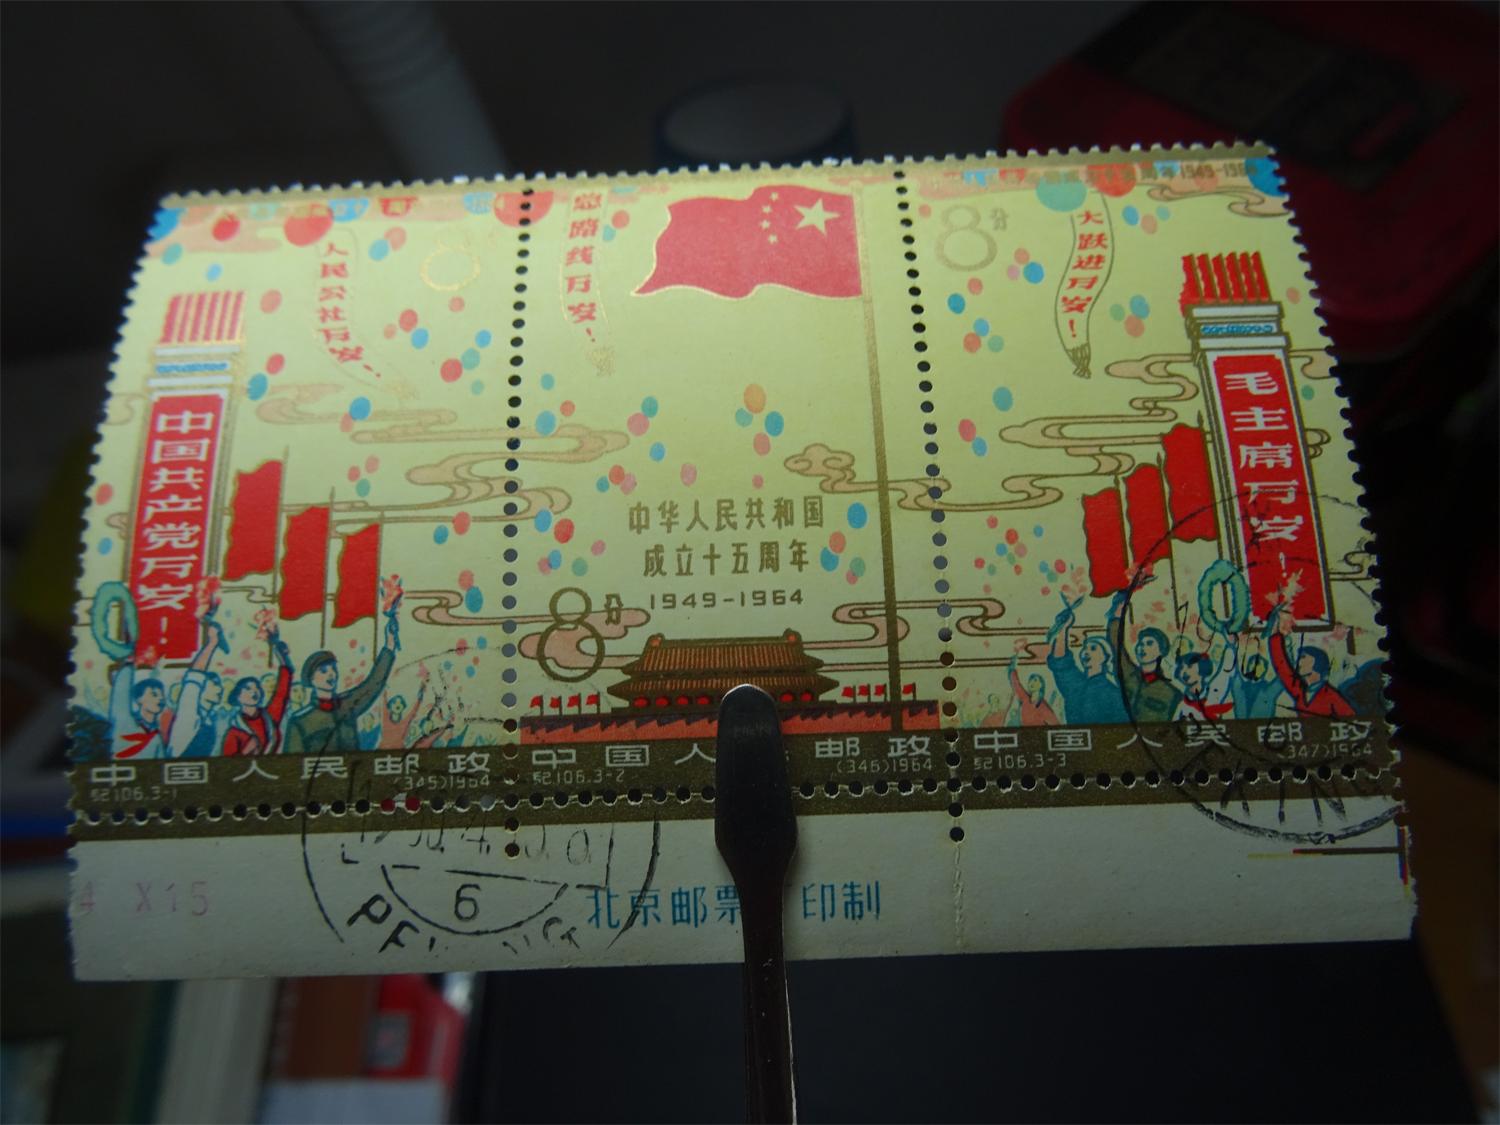 人民公社万岁！
8分
总路线万岁！
8分
大跃进万岁！
中国共产党万岁！
毛主席万岁！
中华人民共和国
成立十五周年
1949-1964
8分
中国人民邮政
纪106.3-1
(345)1964
中国人 邮政
纪106.3-2
(346)1964
中国人民邮政
纪106.3-3
(347)1964
4 X15
6
北京邮票 印制